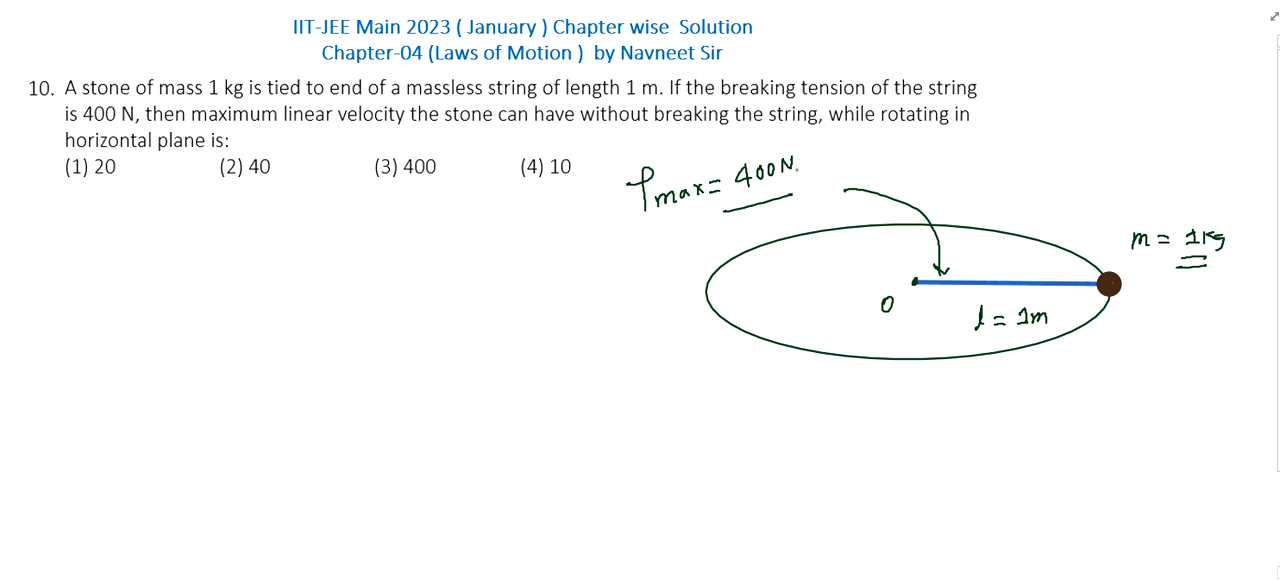 IIT-JEE Main 2023 ( January ) Chapter wise Solution
Chapter-04 (Laws of Motion ) by Navneet Sir
10. A stone of mass 1 kg is tied to end of a massless string of length 1 m. If the breaking tension of the string
is 400 N, then maximum linear velocity the stone can have without breaking the string, while rotating in
horizontal plane is:
(1) 20 (2) 40 (3) 400 (4) 10
Tmax = 400N.
m = 1Kg
O
l = 1m